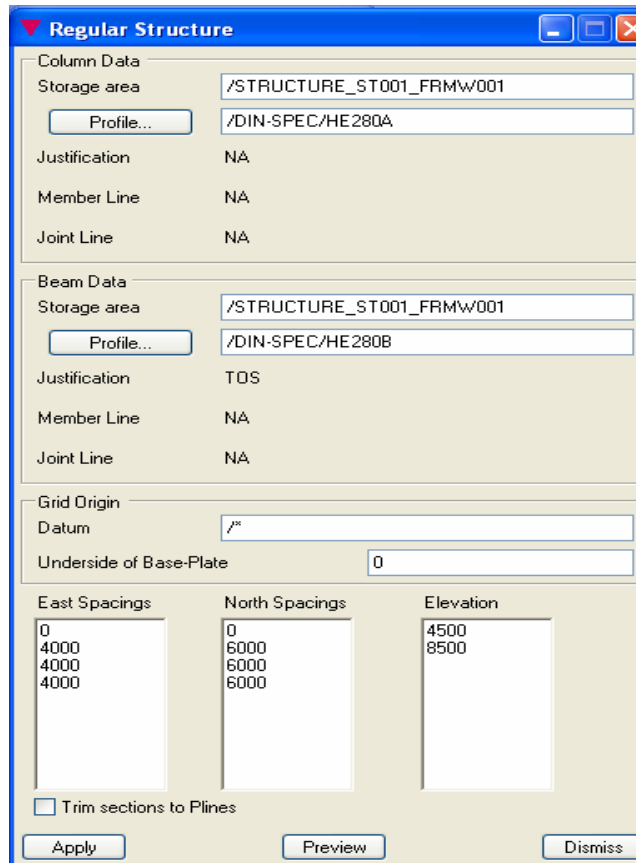 Regular Structure
Column Data
Storage area /STRUCTURE_ST001_FRMW001
Profile... /DIN-SPEC/HE280A
Justification NA
Member Line NA
Joint Line NA
Beam Data
Storage area /STRUCTURE_ST001_FRMW001
Profile... /DIN-SPEC/HE280B
Justification TOS
Member Line NA
Joint Line NA
Grid Origin
Datum /*
Underside of Base-Plate 0
East Spacings North Spacings Elevation
0 0 4500
4000 6000 8500
4000 6000
4000 6000
Trim sections to Plines
Apply Preview Dismiss